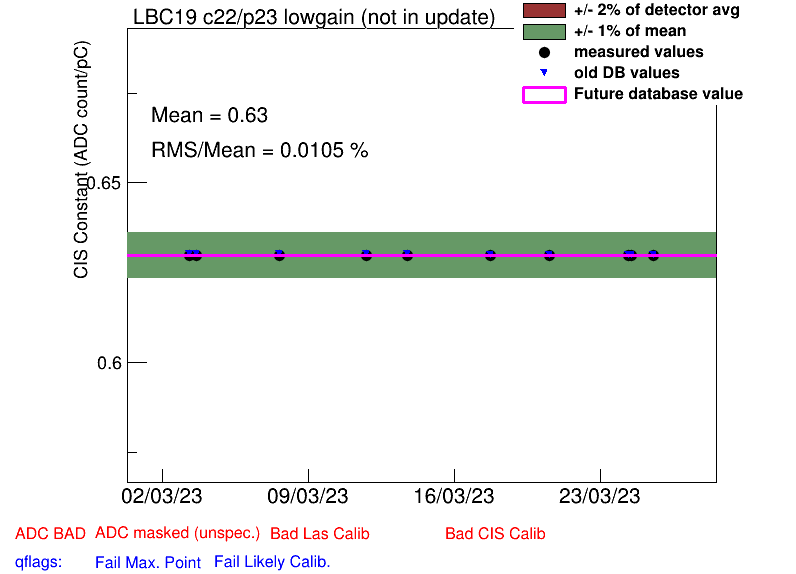 LBC19 c22/p23 lowgain (not in update)
+/- 2% of detector avg
+/- 1% of mean
measured values
old DB values
Future database value
Mean = 0.63
RMS/Mean = 0.0105 %
CIS Constant (ADC count/pC)
0.65
0.6
02/03/23 09/03/23 16/03/23 23/03/23
ADC BAD ADC masked (unspec.) Bad Las Calib Bad CIS Calib
qflags: Fail Max. Point Fail Likely Calib.